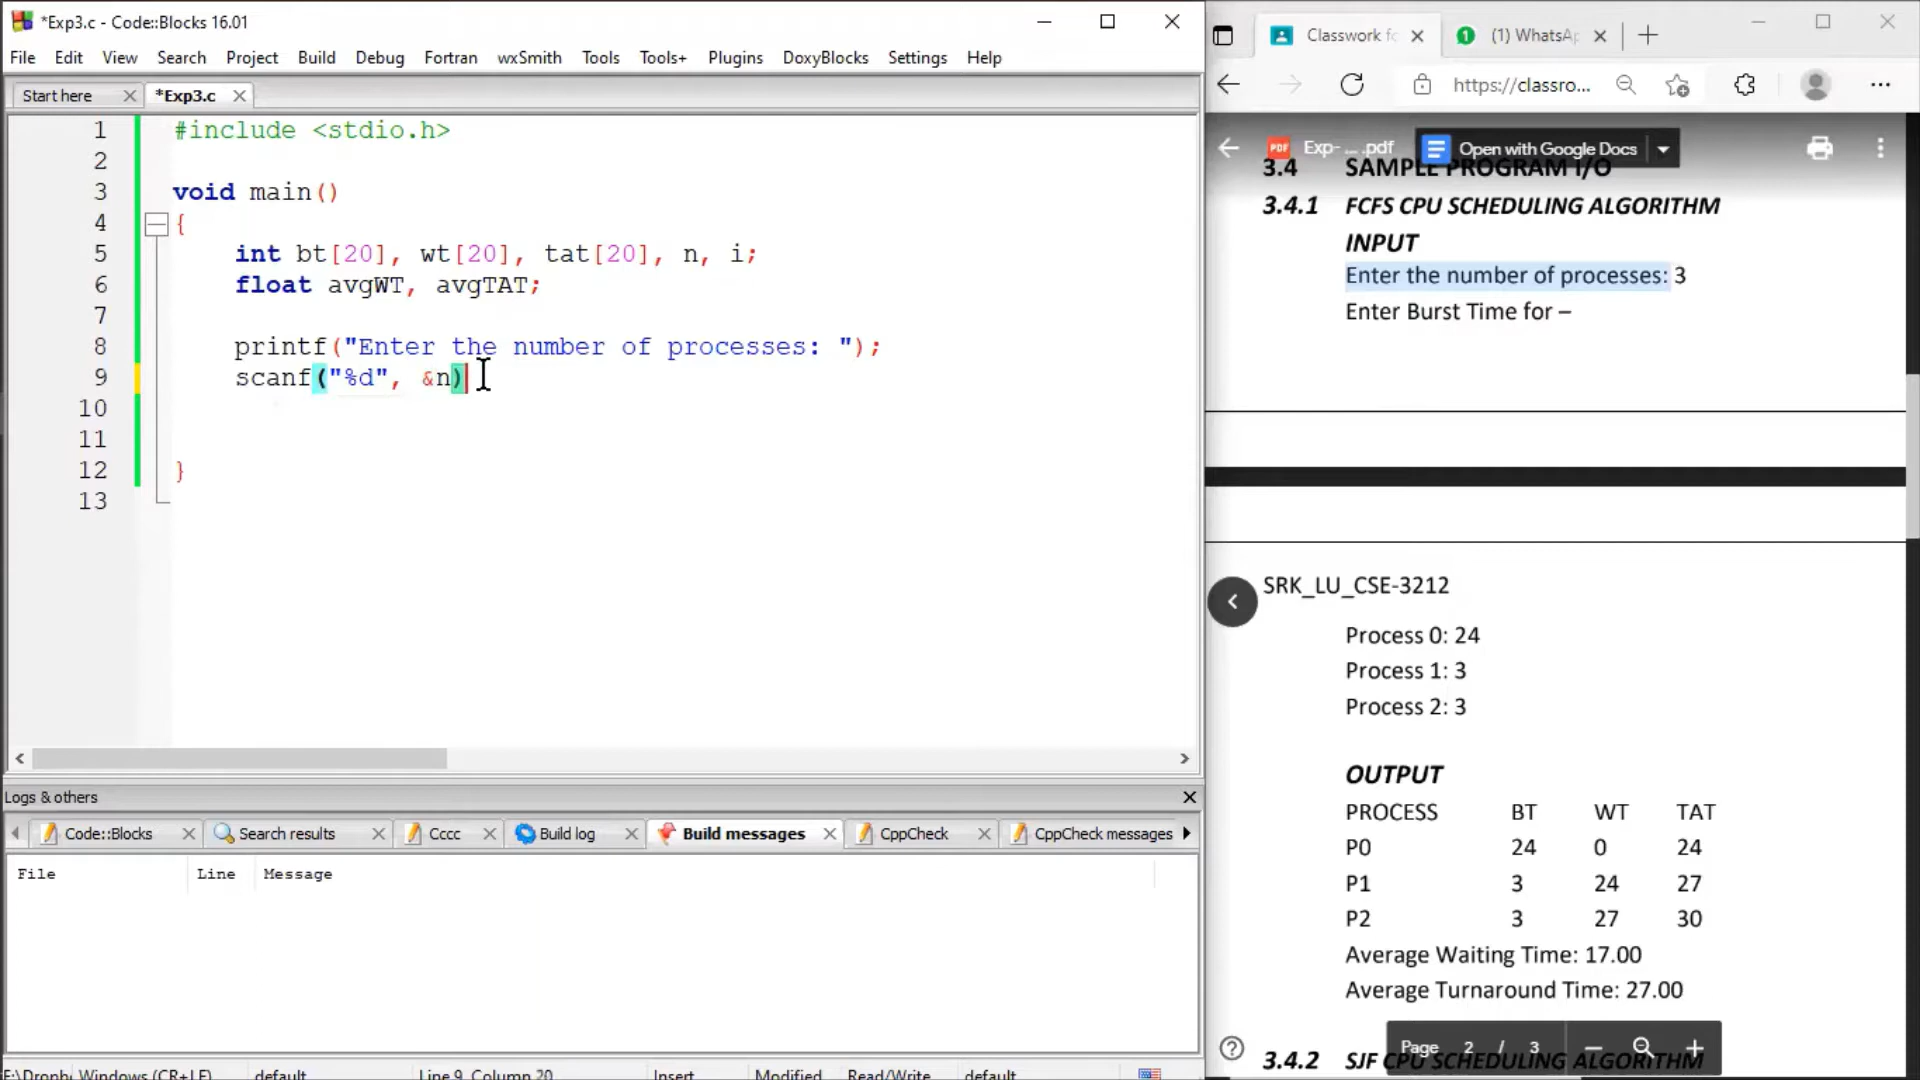 *Exp3.c - Code::Blocks 16.01
File Edit View Search Project Build Debug Fortran wxSmith Tools Tools+ Plugins DoxyBlocks Settings Help
Start here *Exp3.c
1 #include <stdio.h>
2
3 void main()
4 {
5 int bt[20], wt[20], tat[20], n, i;
6 float avgWT, avgTAT;
7
8 printf("Enter the number of processes: ");
9 scanf("%d", &n)
10
11
12 }
13
Logs & others
Code::Blocks Search results Cccc Build log Build messages CppCheck CppCheck messages
File Line Message
Windows (CR+LF) default Line 9, Column 20 Insert Modified Read/Write default
Classwork fo (1) WhatsAp
https://classro...
Exp- ... .pdf Open with Google Docs
3.4 SAMPLE PROGRAM I/O
3.4.1 FCFS CPU SCHEDULING ALGORITHM
INPUT
Enter the number of processes: 3
Enter Burst Time for –
SRK_LU_CSE-3212
Process 0: 24
Process 1: 3
Process 2: 3
OUTPUT
PROCESS BT WT TAT
P0 24 0 24
P1 3 24 27
P2 3 27 30
Average Waiting Time: 17.00
Average Turnaround Time: 27.00
Page 2 / 3
3.4.2 SJF CPU SCHEDULING ALGORITHM